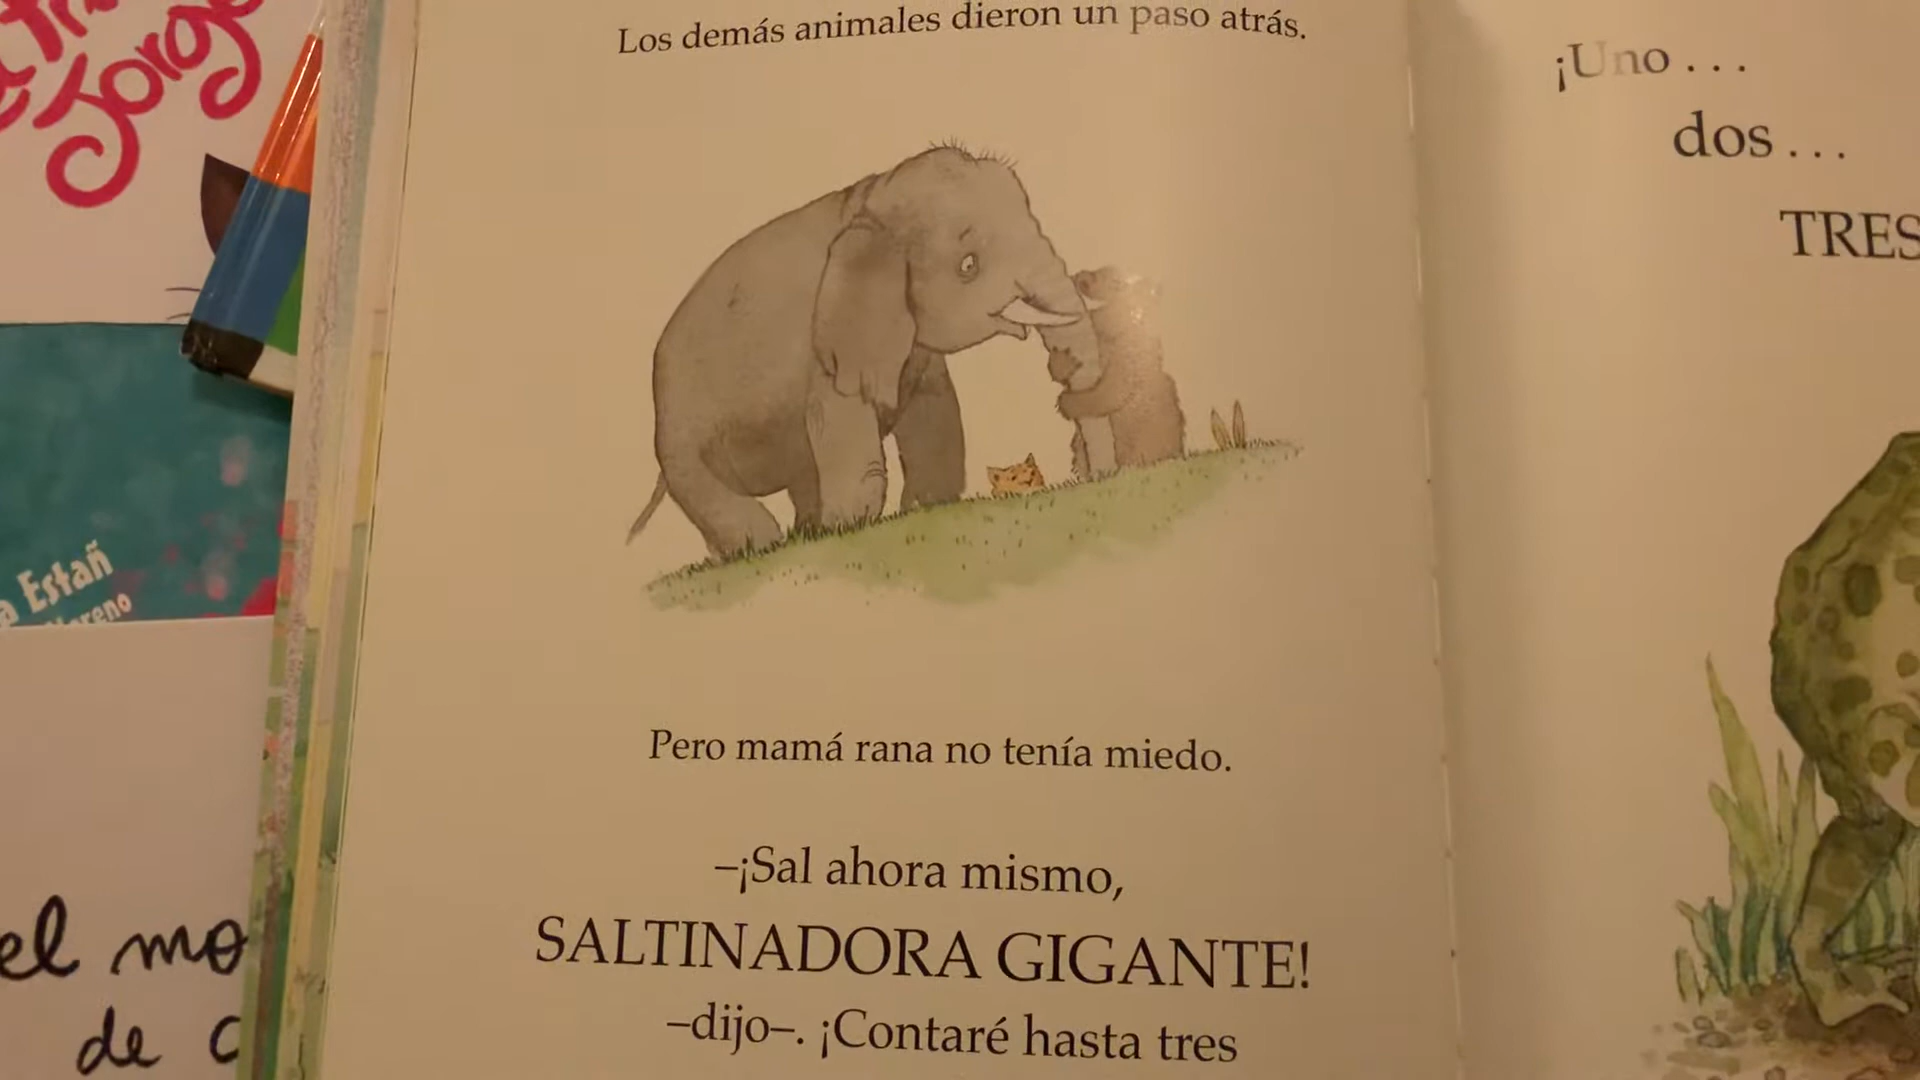 Jorge
Estañ
el mo
de c
Los demás animales dieron un paso atrás.
Pero mamá rana no tenía miedo.
–¡Sal ahora mismo,
SALTINADORA GIGANTE!
–dijo–. ¡Contaré hasta tres
¡Uno . . .
dos . . .
TRES